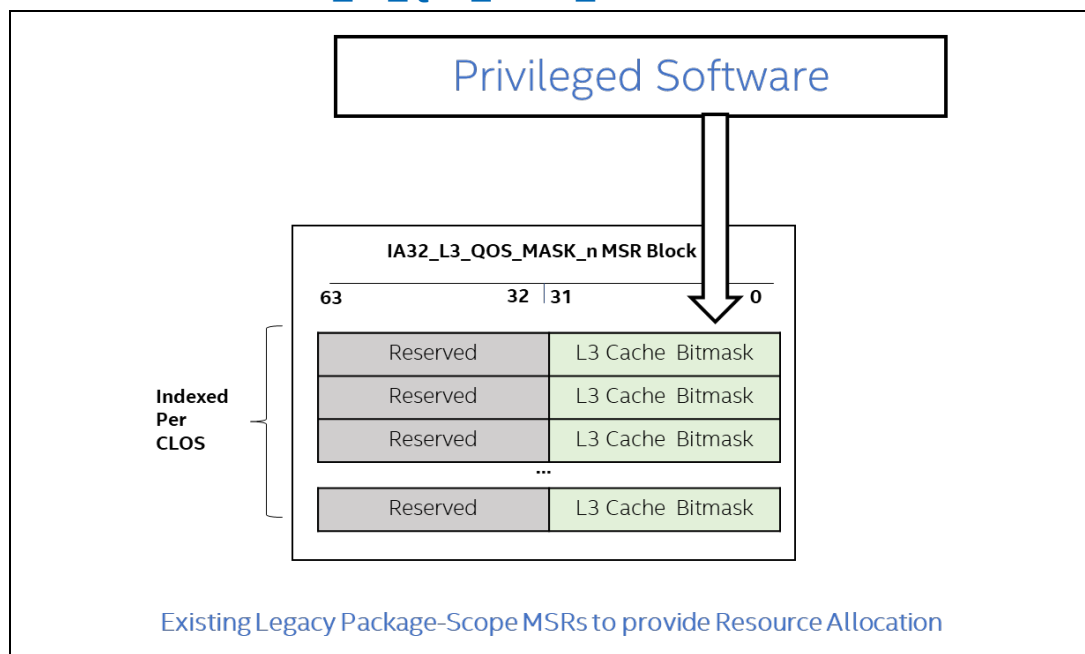 Privileged Software
IA32_L3_QOS_MASK_n MSR Block
63 32 31 0
Reserved L3 Cache Bitmask
Reserved L3 Cache Bitmask
Indexed
Per
CLOS
Reserved L3 Cache Bitmask
...
Reserved L3 Cache Bitmask
Existing Legacy Package-Scope MSRs to provide Resource Allocation